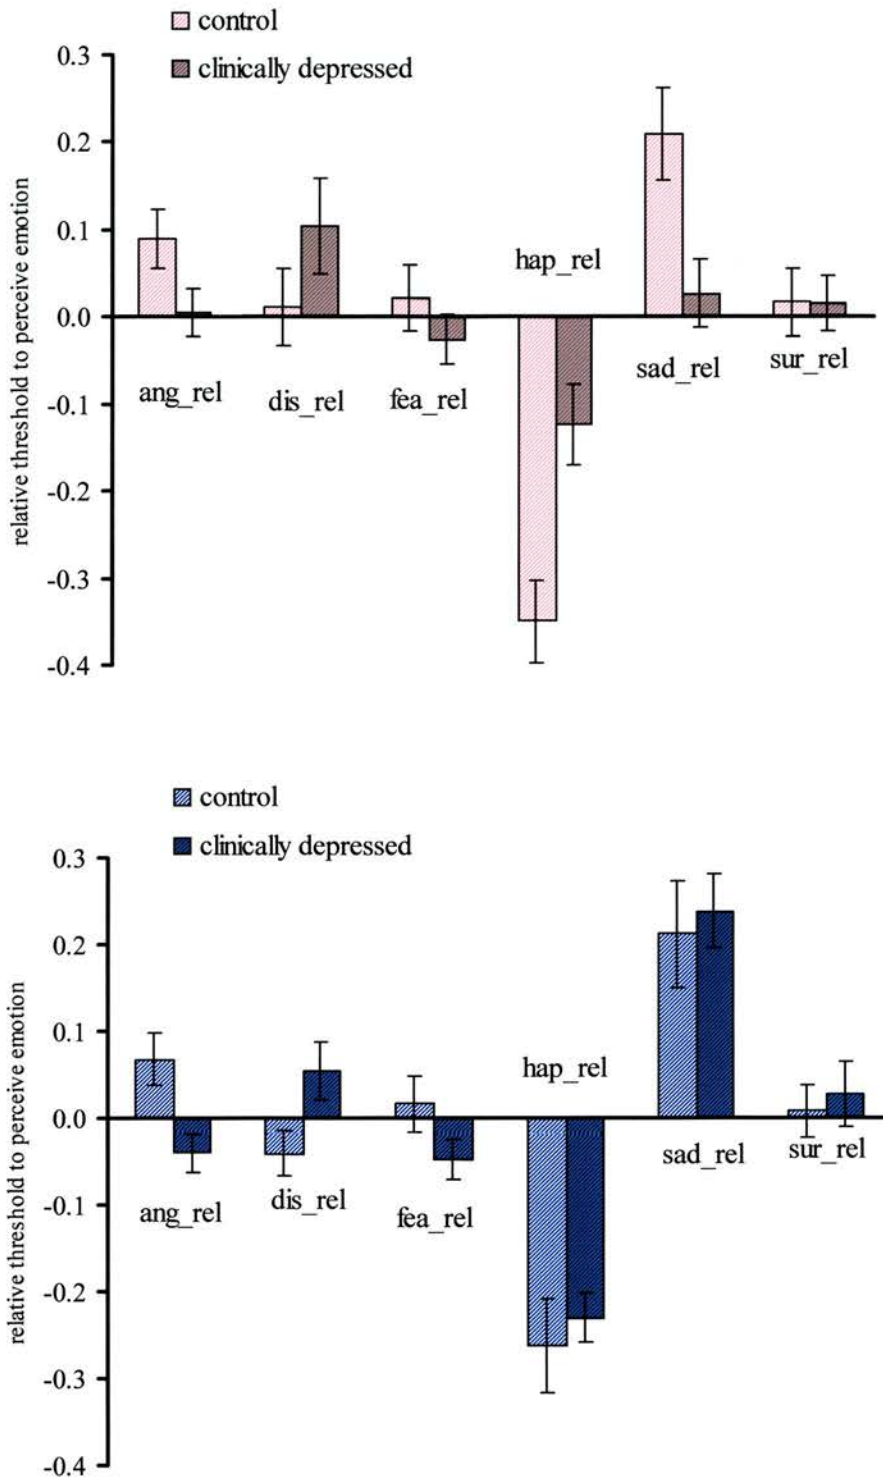 control
clinically depressed
relative threshold to perceive emotion
0.3
0.2
0.1
0.0
-0.1
-0.2
-0.3
-0.4
hap_rel
ang_rel
dis_rel
fea_rel
sad_rel
sur_rel
control
clinically depressed
relative threshold to perceive emotion
0.3
0.2
0.1
0.0
-0.1
-0.2
-0.3
-0.4
hap_rel
ang_rel
dis_rel
fea_rel
sad_rel
sur_rel